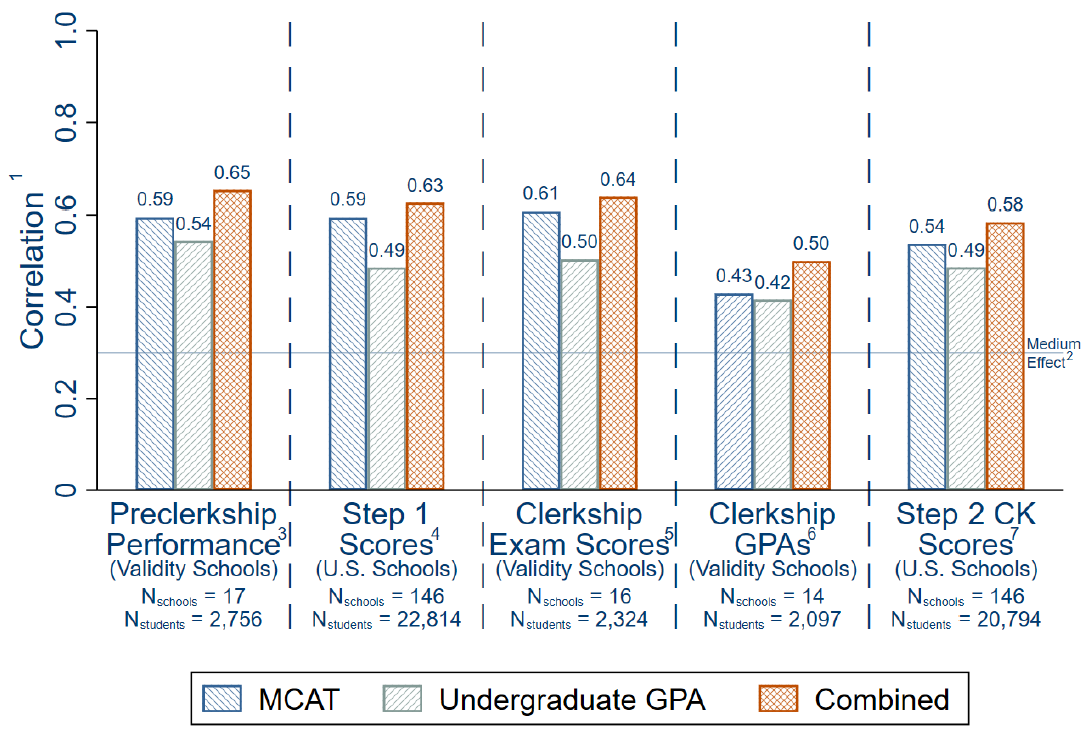 1.0
0.8
0.6
0.4
0.2
0
Correlation 1
0.59
0.54
0.65
0.59
0.49
0.63
0.61
0.50
0.64
0.43
0.42
0.50
0.54
0.49
0.58
Medium
Effect2
Preclerkship
Performance3
(Validity Schools)
Nschools = 17
Nstudents = 2,756
Step 1
Scores4
(U.S. Schools)
Nschools = 146
Nstudents = 22,814
Clerkship
Exam Scores5
(Validity Schools)
Nschools = 16
Nstudents = 2,324
Clerkship
GPAs6
(Validity Schools)
Nschools = 14
Nstudents = 2,097
Step 2 CK
Scores7
(U.S. Schools)
Nschools = 146
Nstudents = 20,794
MCAT
Undergraduate GPA
Combined